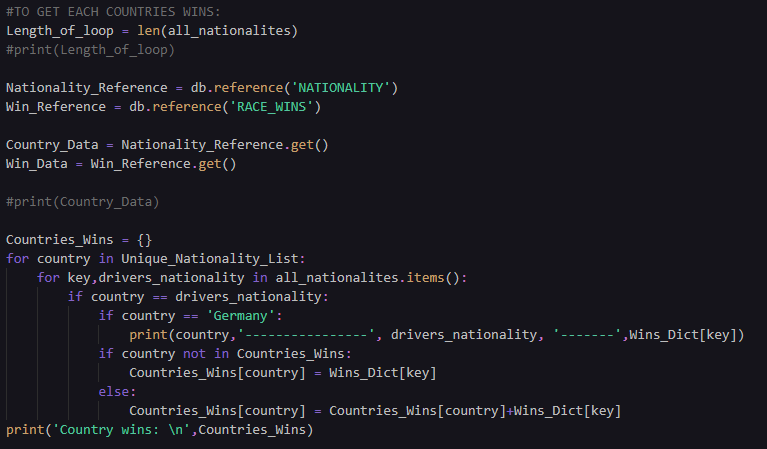 #TO GET EACH COUNTRIES WINS:
Length_of_loop = len(all_nationalites)
#print(Length_of_loop)
Nationality_Reference = db.reference('NATIONALITY')
Win_Reference = db.reference('RACE_WINS')
Country_Data = Nationality_Reference.get()
Win_Data = Win_Reference.get()
#print(Country_Data)
Countries_Wins = {}
for country in Unique_Nationality_List:
    for key,drivers_nationality in all_nationalites.items():
        if country == drivers_nationality:
            if country == 'Germany':
                print(country,'----------------', drivers_nationality, '-------',Wins_Dict[key])
            if country not in Countries_Wins:
                Countries_Wins[country] = Wins_Dict[key]
            else:
                Countries_Wins[country] = Countries_Wins[country]+Wins_Dict[key]
print('Country wins: \n',Countries_Wins)